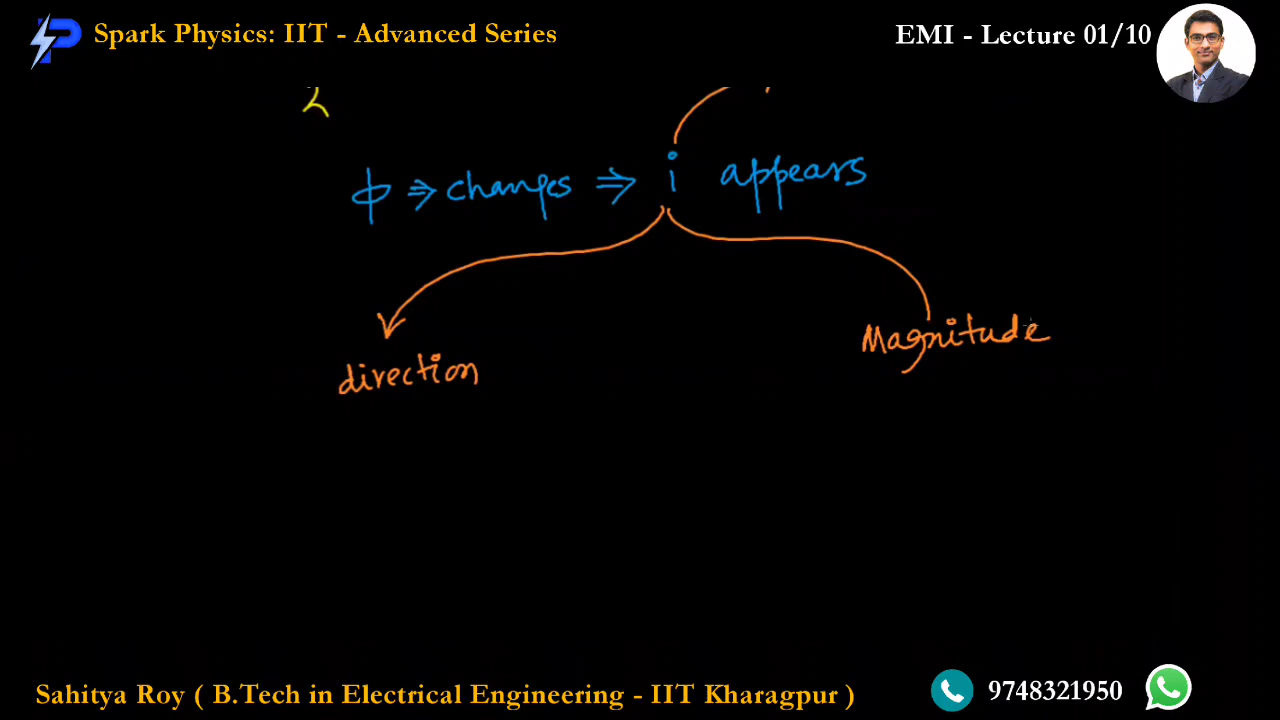 Spark Physics: IIT - Advanced Series
EMI - Lecture 01/10
ϕ ⇒ changes ⇒ i appears
direction
Magnitude
Sahitya Roy ( B.Tech in Electrical Engineering - IIT Kharagpur )
9748321950